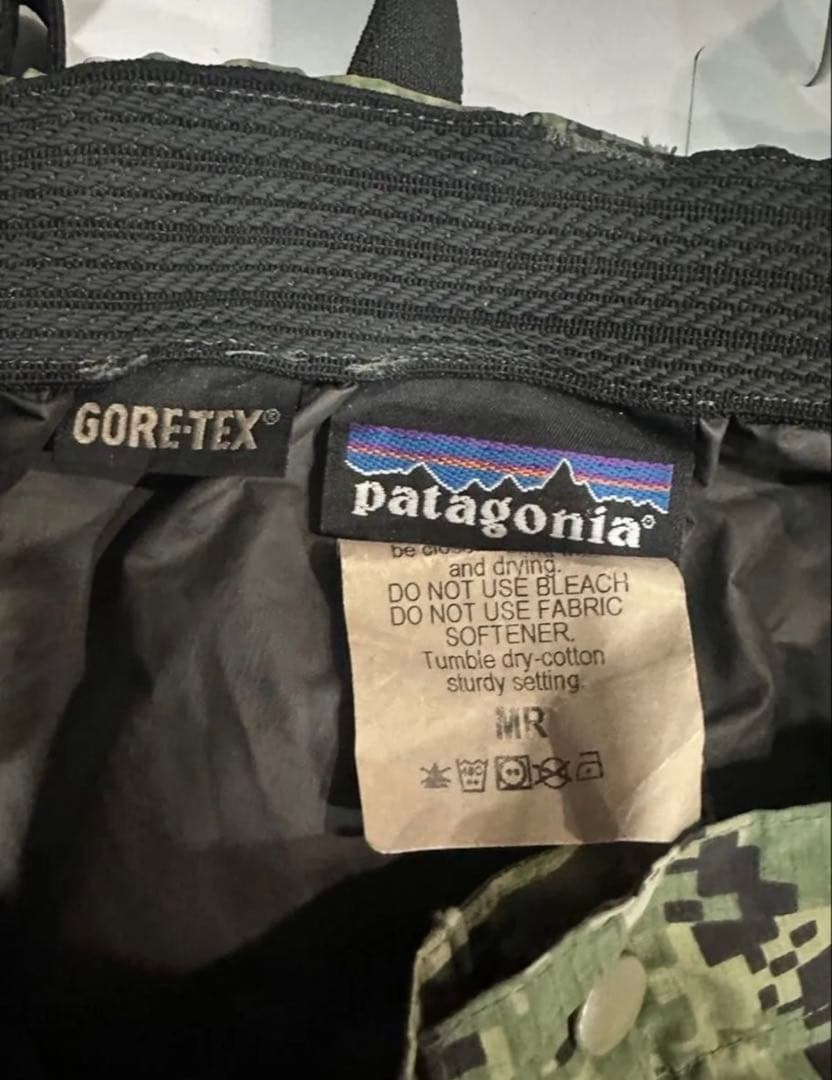 GORE-TEX®
patagonia®
be
and drying.
DO NOT USE BLEACH
DO NOT USE FABRIC
SOFTENER.
Tumble dry-cotton
sturdy setting.
MR